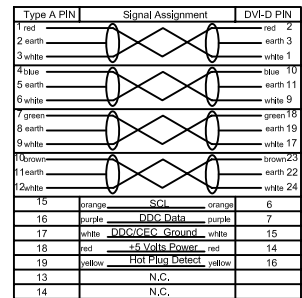 Type A PIN Signal Assignment DVI-D PIN
1 red red 2
2 earth earth 3
3 white white 1
4 blue blue 10
5 earth earth 11
6 white white 9
7 green green 18
8 earth earth 19
9 white white 17
10 brown brown 23
11 earth earth 22
12 white white 24
15 orange SCL orange 6
16 purple DDC Data purple 7
17 white DDC/CEC Ground white 15
18 red +5 Volts Power red 14
19 yellow Hot Plug Detect yellow 16
13 N.C.
14 N.C.